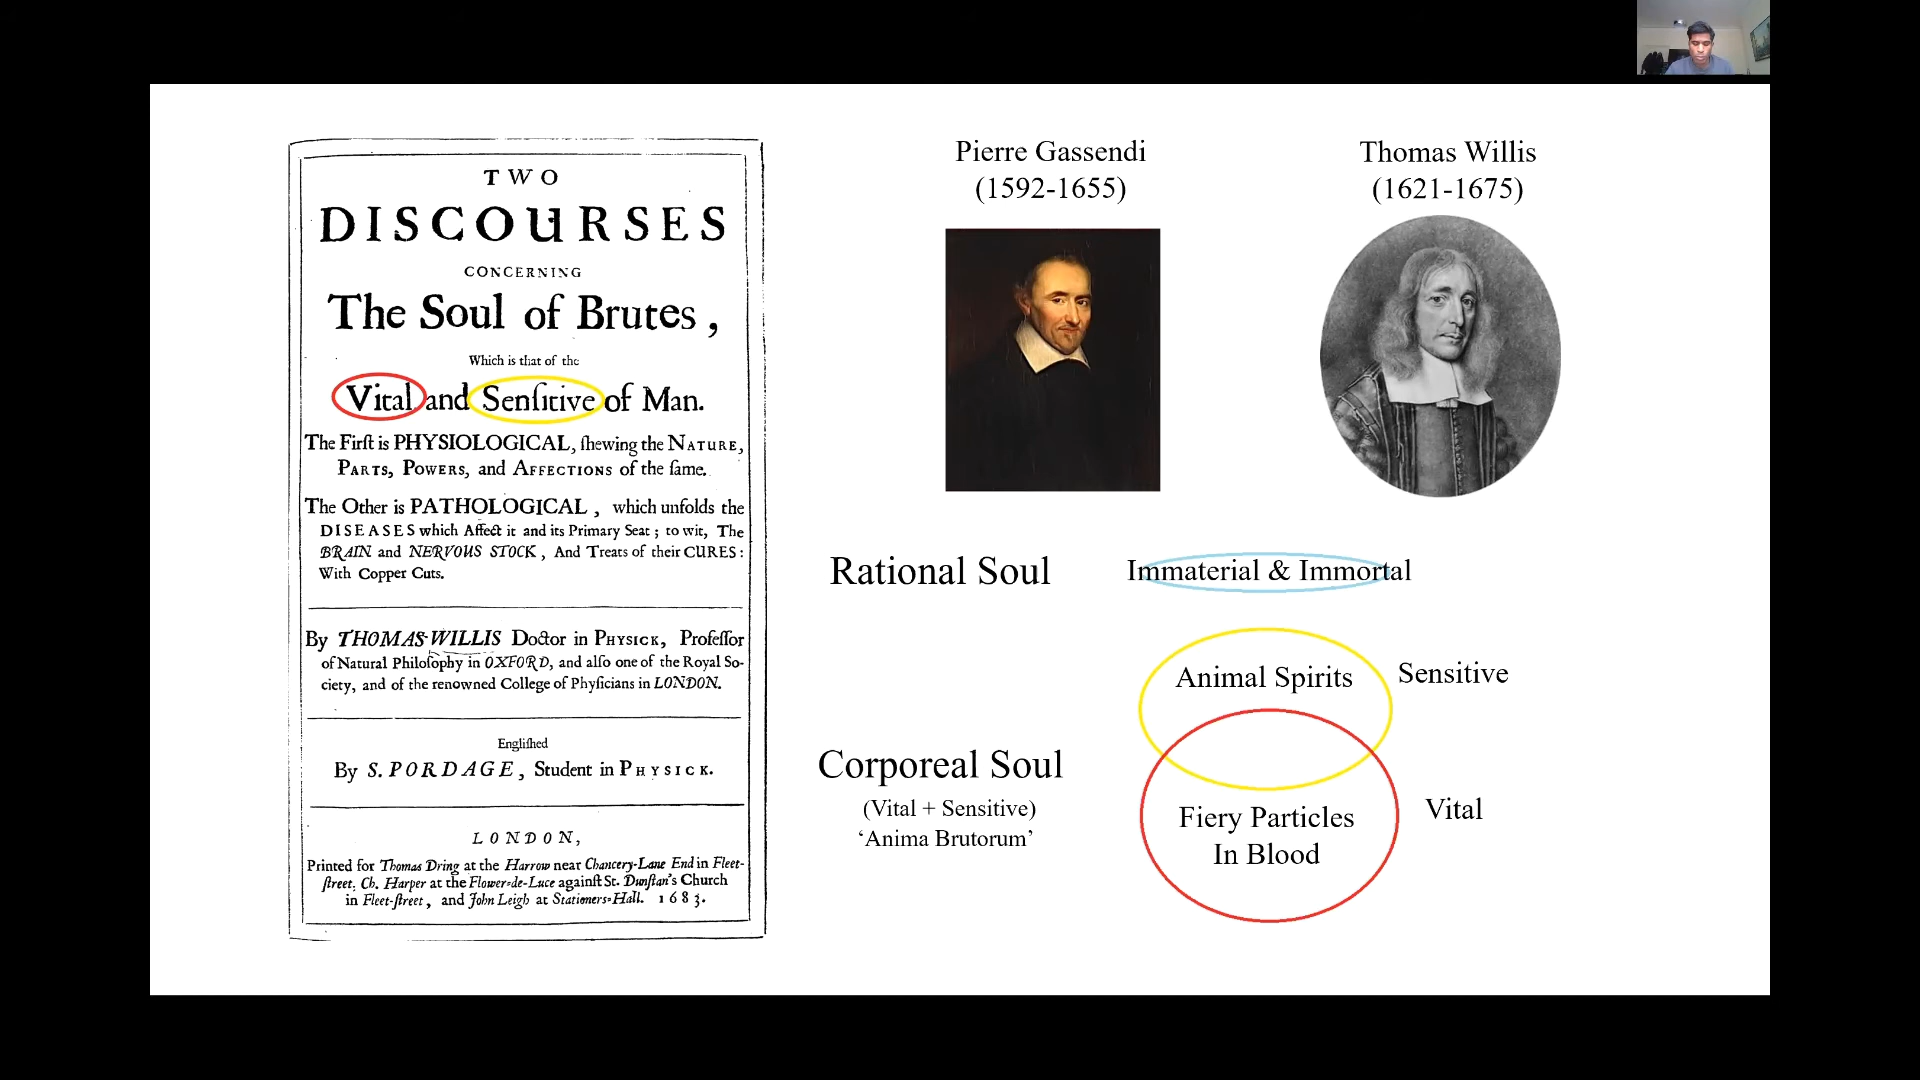 TWO
DISCOURSES
CONCERNING
The Soul of Brutes,
Which is that of the
Vital and Senſitive of Man.
The Firſt is PHYSIOLOGICAL, ſhewing the NATURE,
PARTS, POWERS, and AFFECTIONS of the ſame.
The Other is PATHOLOGICAL, which unfolds the
DISEASES which Affect it and its Primary Seat; to wit, The
BRAIN and NERVOUS STOCK, And Treats of their CURES:
With Copper Cuts.
By THOMAS WILLIS Doctor in PHYSICK, Profeſſor
of Natural Philoſophy in OXFORD, and alſo one of the Royal So-
ciety, and of the renowned College of Phyſicians in LONDON.
Engliſhed
By S. PORDAGE, Student in PHYSICK.
LONDON,
Printed for Thomas Dring at the Harrow near Chancery-Lane End in Fleet-
ſtreet; Ch. Harper at the Flower-de-Luce againſt St. Dunſtan's Church
in Fleet-ſtreet, and John Leigh at Stationers-Hall. 1683.
Pierre Gassendi
(1592-1655)
Thomas Willis
(1621-1675)
Rational Soul
Immaterial & Immortal
Animal Spirits
Sensitive
Corporeal Soul
(Vital + Sensitive)
‘Anima Brutorum’
Fiery Particles
In Blood
Vital